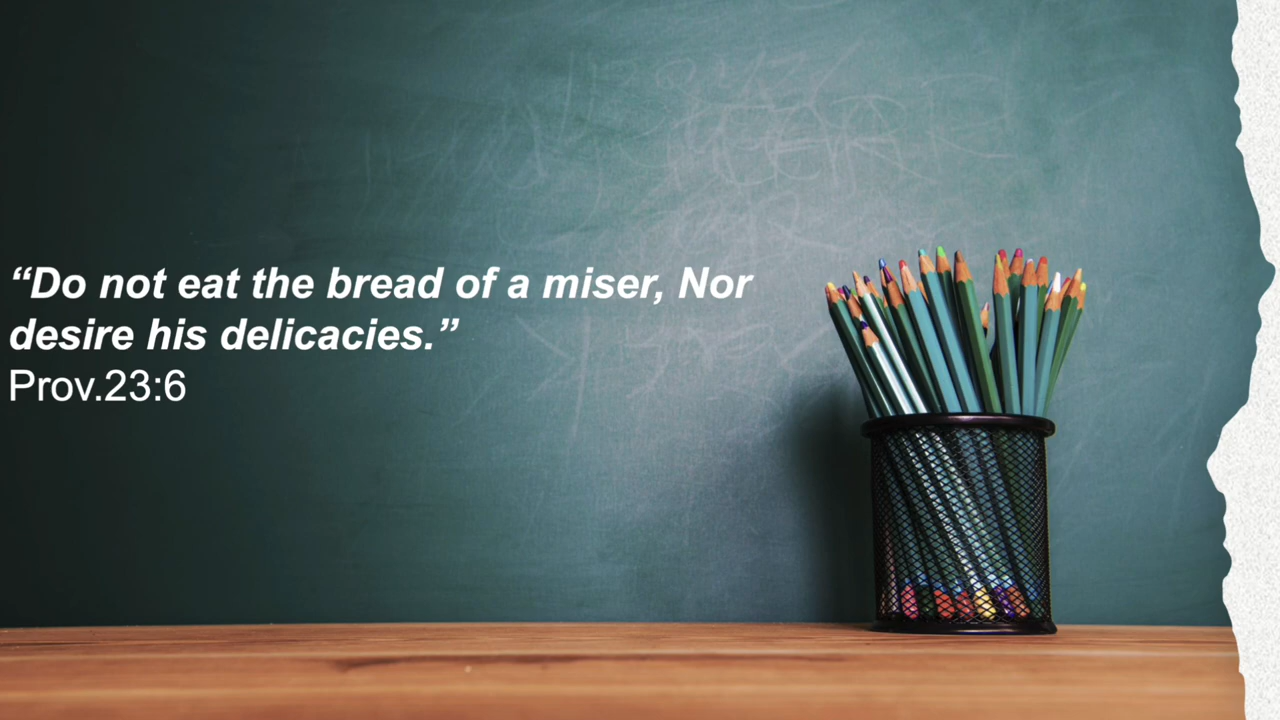 “Do not eat the bread of a miser, Nor
desire his delicacies.”
Prov.23:6